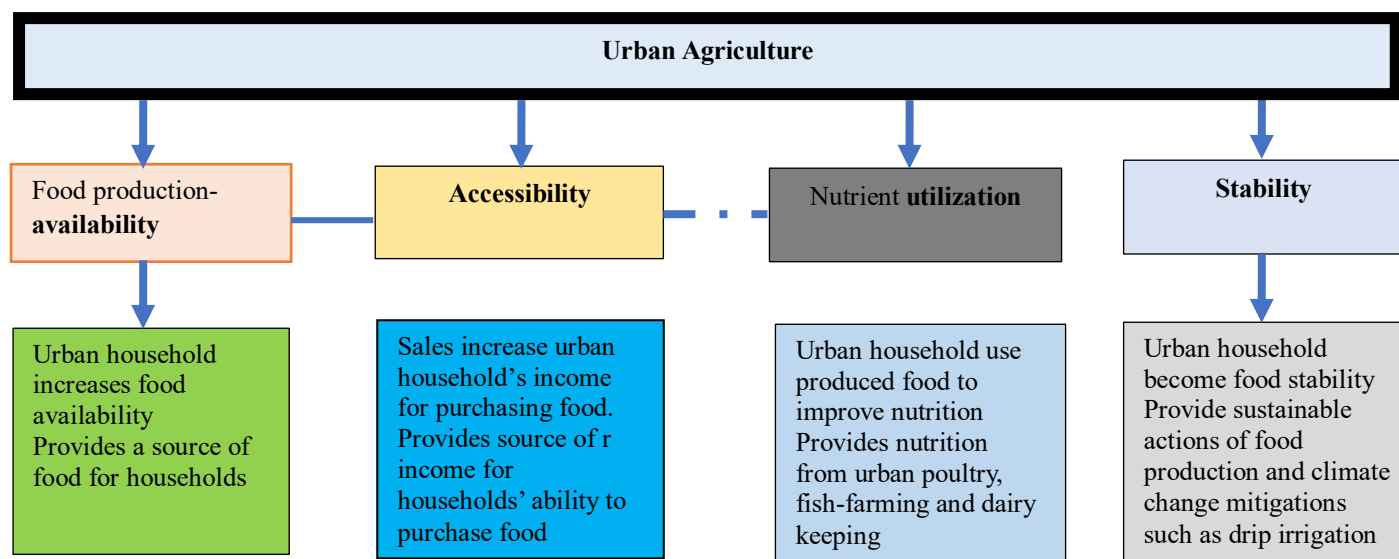 Urban Agriculture
Food production-
availability
Accessibility
Nutrient utilization
Stability
Urban household
increases food
availability
Provides a source of
food for households
Sales increase urban
household’s income
for purchasing food.
Provides source of r
income for
households’ ability to
purchase food
Urban household use
produced food to
improve nutrition
Provides nutrition
from urban poultry,
fish-farming and dairy
keeping
Urban household
become food stability
Provide sustainable
actions of food
production and climate
change mitigations
such as drip irrigation